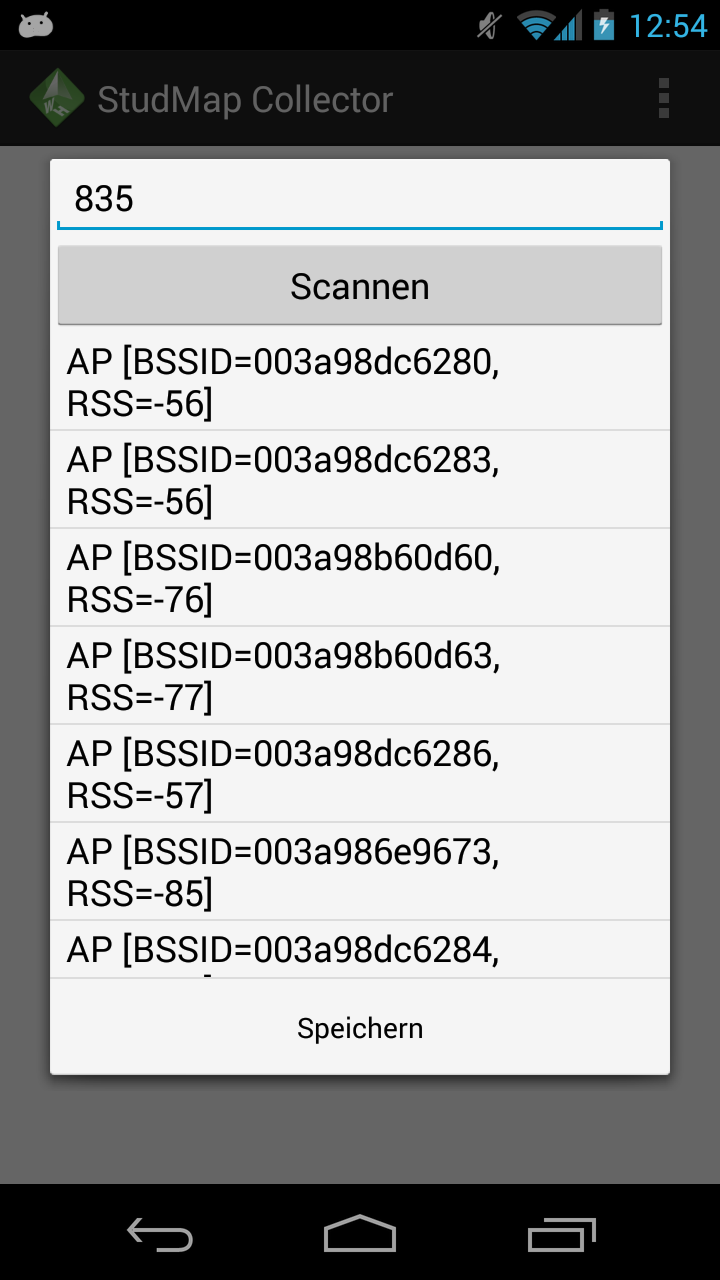 12:54
StudMap Collector
835
Scannen
AP [BSSID=003a98dc6280,
RSS=-56]
AP [BSSID=003a98dc6283,
RSS=-56]
AP [BSSID=003a98b60d60,
RSS=-76]
AP [BSSID=003a98b60d63,
RSS=-77]
AP [BSSID=003a98dc6286,
RSS=-57]
AP [BSSID=003a986e9673,
RSS=-85]
AP [BSSID=003a98dc6284,
Speichern